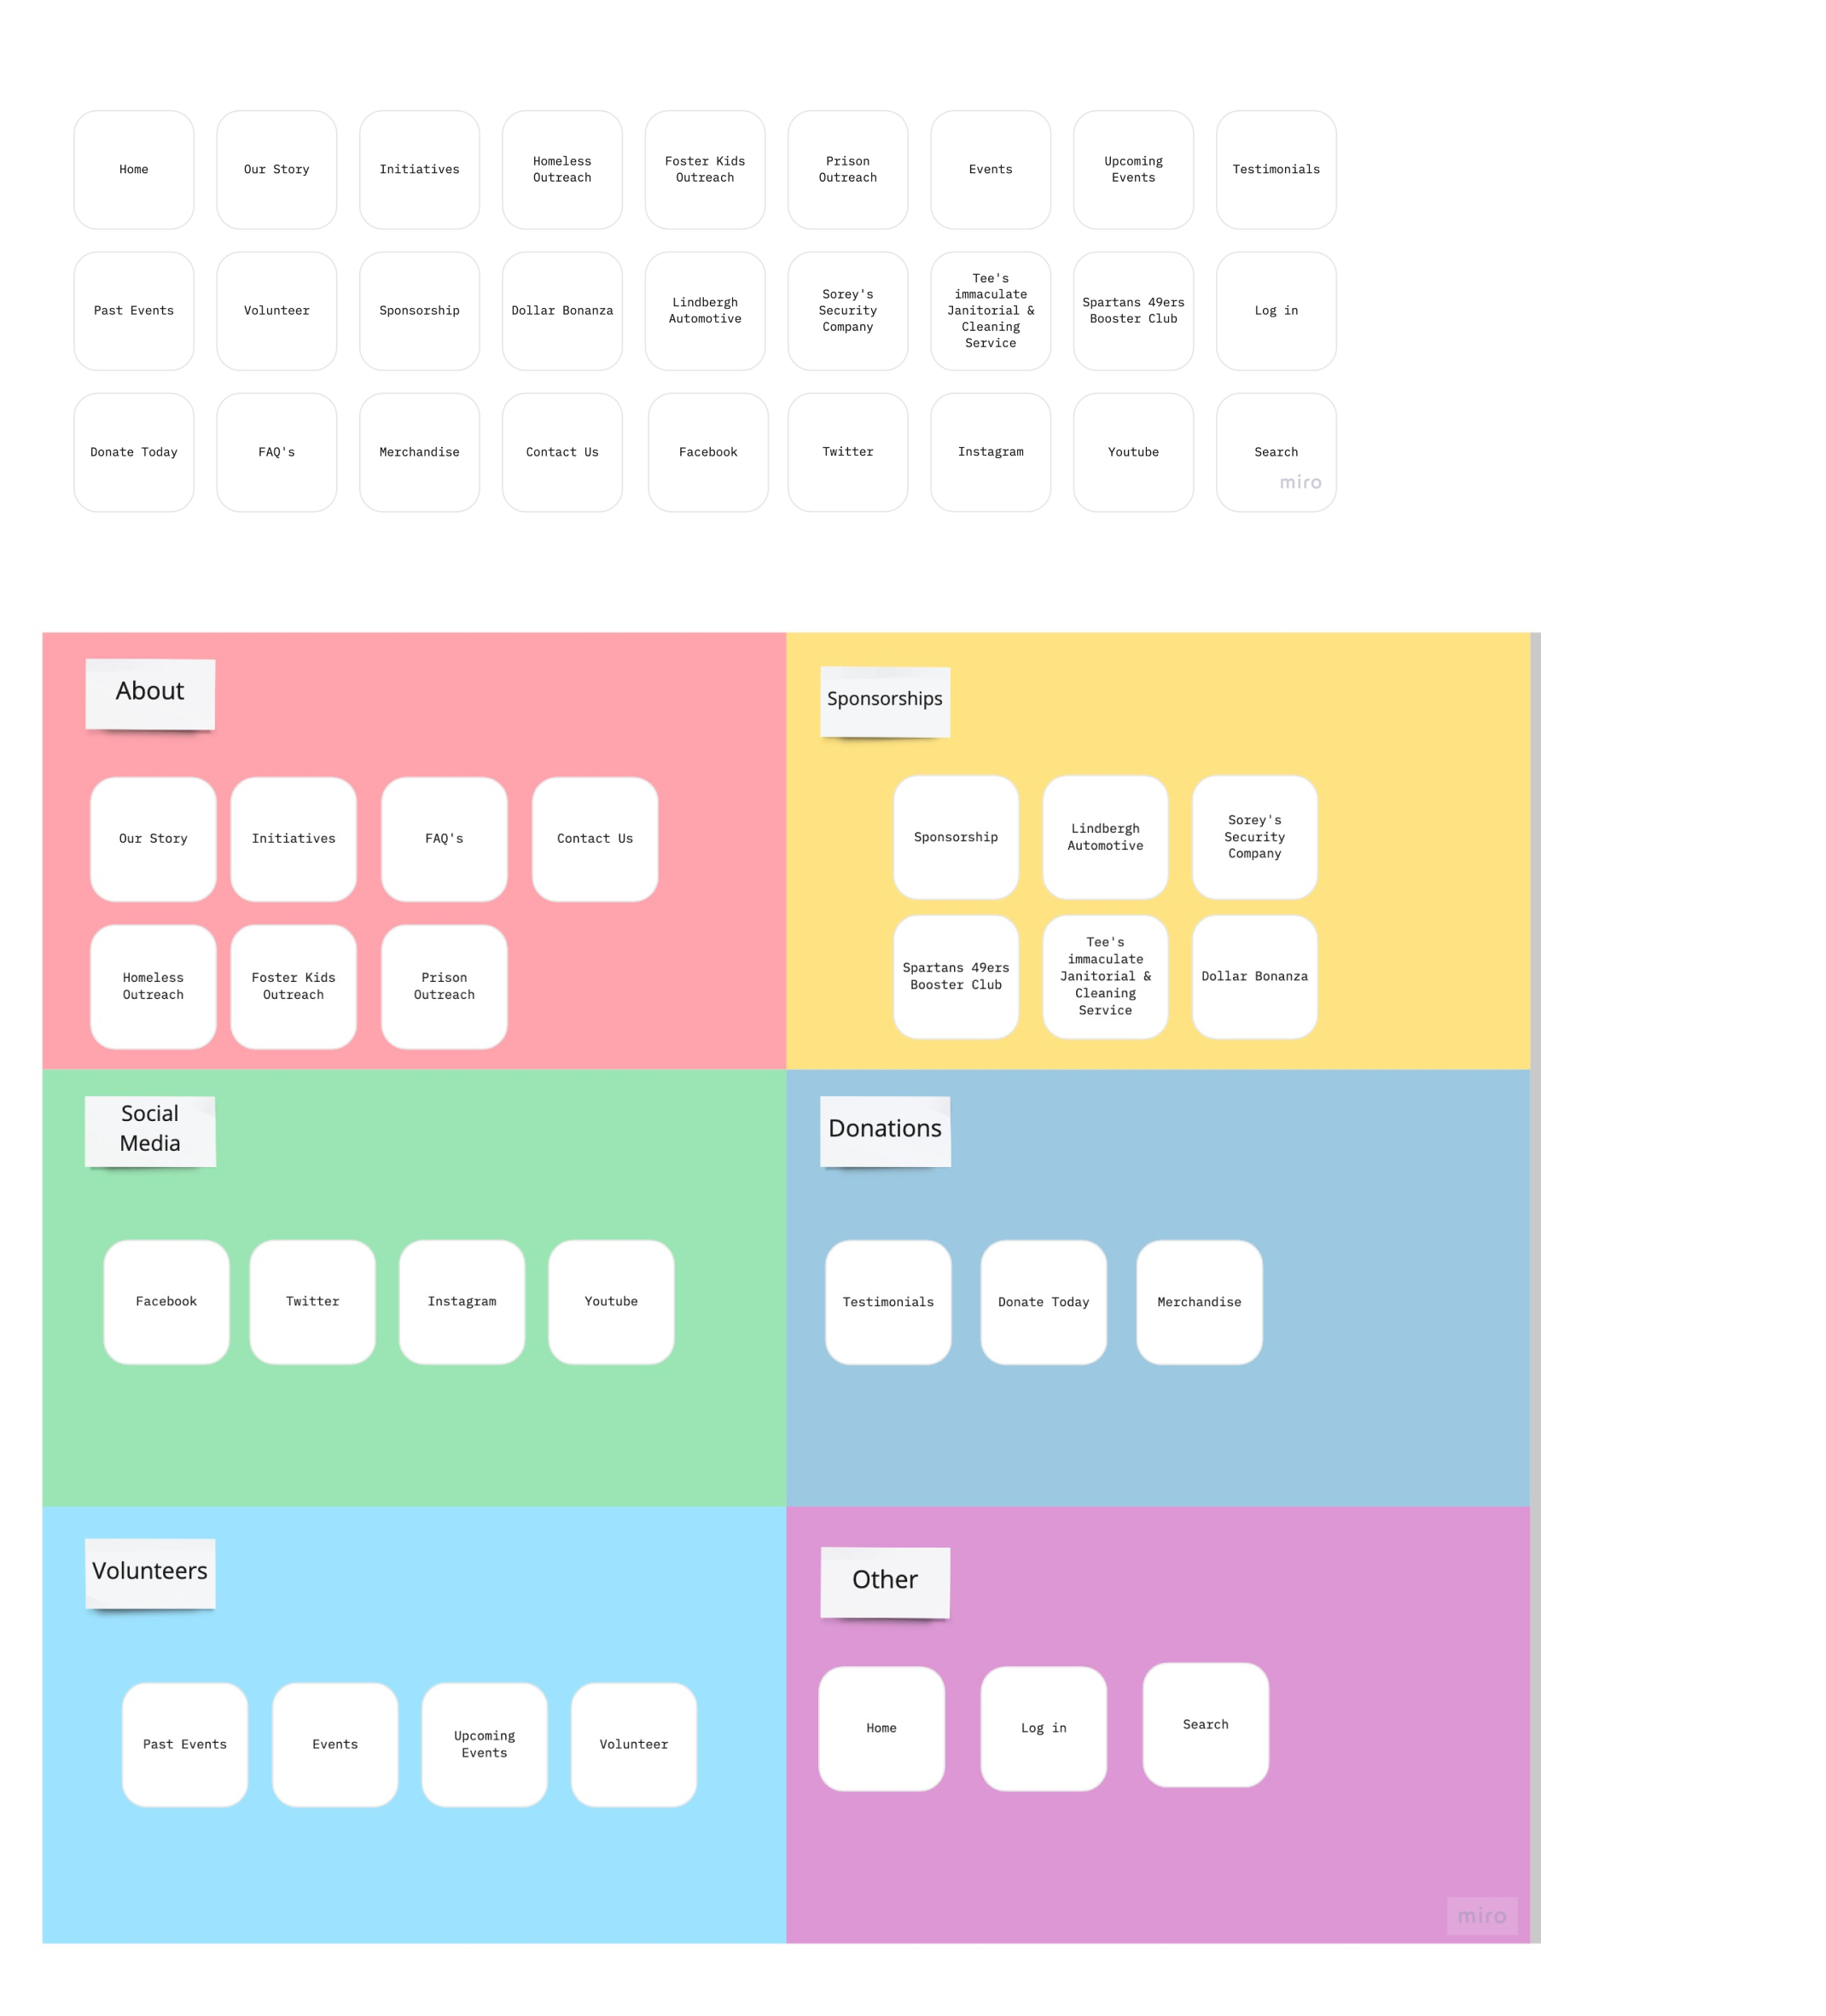 Home
Our Story
Initiatives
Homeless
Outreach
Foster Kids
Outreach
Prison
Outreach
Events
Upcoming
Events
Testimonials
Past Events
Volunteer
Sponsorship
Dollar Bonanza
Lindbergh
Automotive
Sorey's
Security
Company
Tee's
immaculate
Janitorial &
Cleaning
Service
Spartans 49ers
Booster Club
Log in
Donate Today
FAQ's
Merchandise
Contact Us
Facebook
Twitter
Instagram
Youtube
Search
miro
About
Our Story
Initiatives
FAQ's
Contact Us
Homeless
Outreach
Foster Kids
Outreach
Prison
Outreach
Sponsorships
Sponsorship
Lindbergh
Automotive
Sorey's
Security
Company
Spartans 49ers
Booster Club
Tee's
immaculate
Janitorial &
Cleaning
Service
Dollar Bonanza
Social
Media
Facebook
Twitter
Instagram
Youtube
Donations
Testimonials
Donate Today
Merchandise
Volunteers
Past Events
Events
Upcoming
Events
Volunteer
Other
Home
Log in
Search
miro